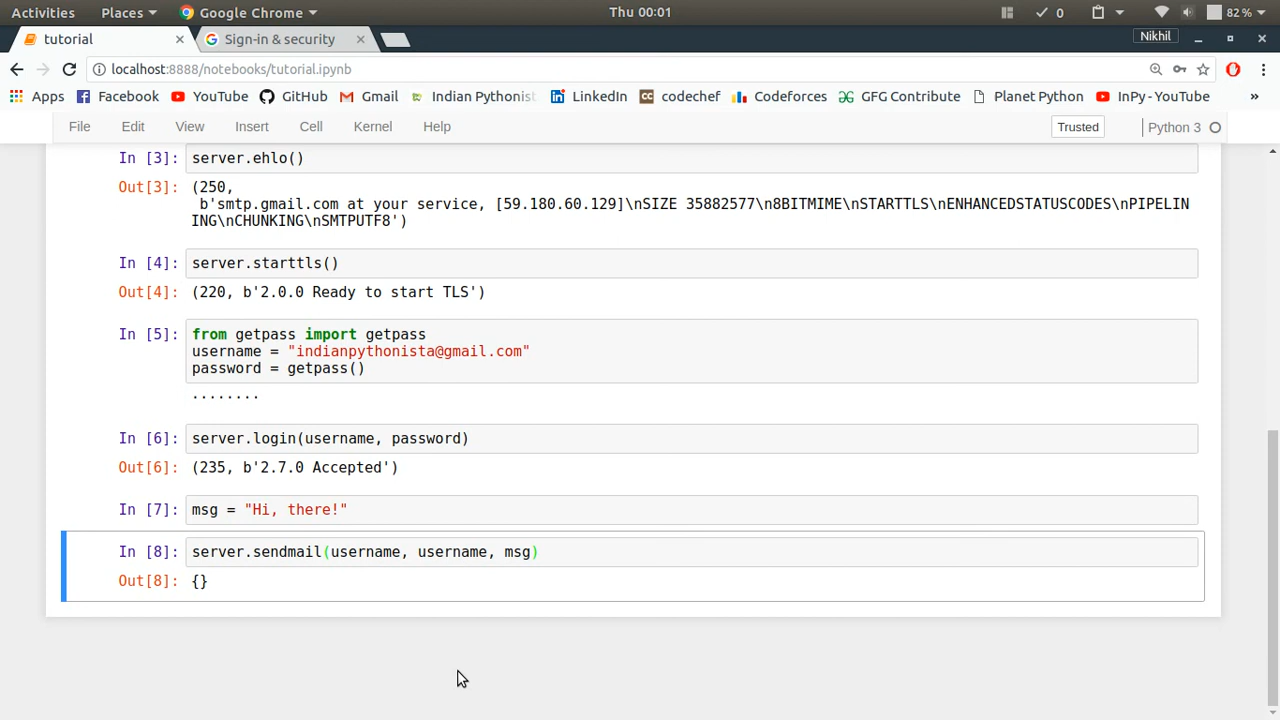 Activities Places Google Chrome Thu 00:01 0 82 %
tutorial Sign-in & security Nikhil
localhost:8888/notebooks/tutorial.ipynb
Apps Facebook YouTube GitHub Gmail Indian Pythonist LinkedIn codechef Codeforces GFG Contribute Planet Python InPy - YouTube »
File Edit View Insert Cell Kernel Help Trusted Python 3
In [3]: server.ehlo()
Out[3]: (250,
b'smtp.gmail.com at your service, [59.180.60.129]\nSIZE 35882577\n8BITMIME\nSTARTTLS\nENHANCEDSTATUSCODES\nPIPELIN
ING\nCHUNKING\nSMTPUTF8')
In [4]: server.starttls()
Out[4]: (220, b'2.0.0 Ready to start TLS')
In [5]: from getpass import getpass
username = "indianpythonista@gmail.com"
password = getpass()
........
In [6]: server.login(username, password)
Out[6]: (235, b'2.7.0 Accepted')
In [7]: msg = "Hi, there!"
In [8]: server.sendmail(username, username, msg)
Out[8]: {}